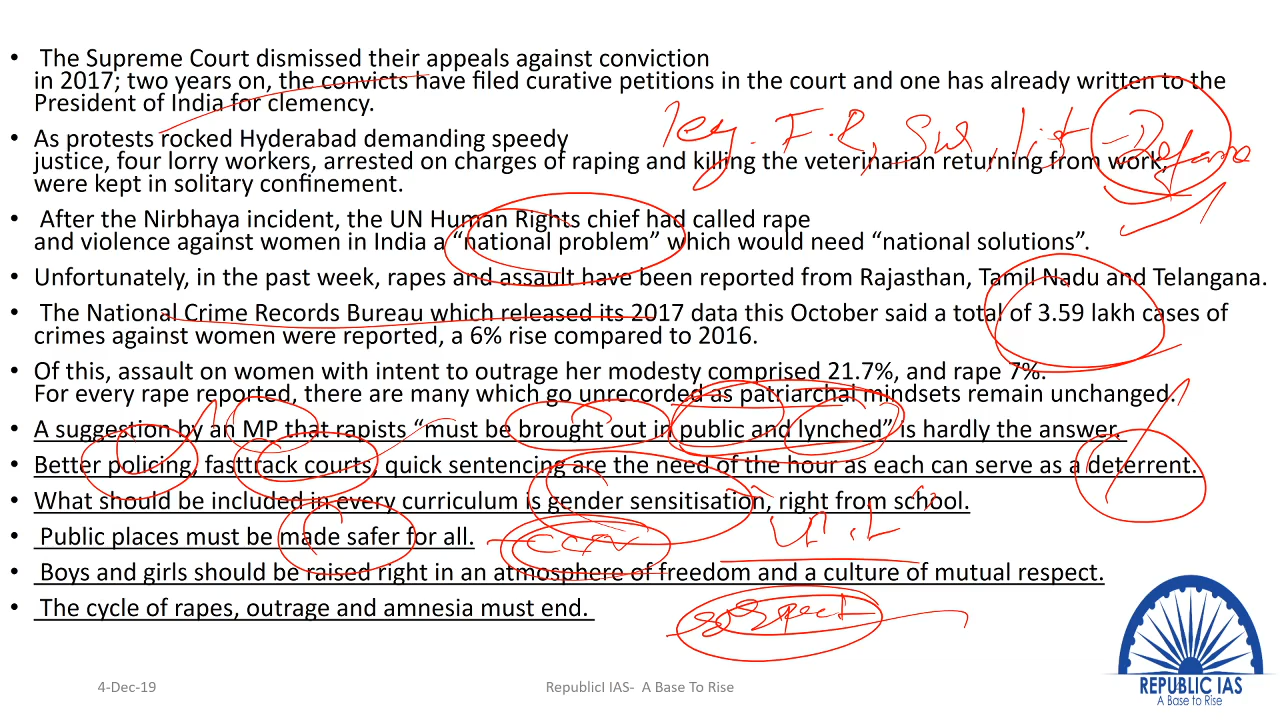 • The Supreme Court dismissed their appeals against conviction
in 2017; two years on, the convicts have filed curative petitions in the court and one has already written to the
President of India for clemency.
• As protests rocked Hyderabad demanding speedy
justice, four lorry workers, arrested on charges of raping and killing the veterinarian returning from work,
were kept in solitary confinement.
• After the Nirbhaya incident, the UN Human Rights chief had called rape
and violence against women in India a “national problem” which would need “national solutions”.
• Unfortunately, in the past week, rapes and assault have been reported from Rajasthan, Tamil Nadu and Telangana.
• The National Crime Records Bureau which released its 2017 data this October said a total of 3.59 lakh cases of
crimes against women were reported, a 6% rise compared to 2016.
• Of this, assault on women with intent to outrage her modesty comprised 21.7%, and rape 7%.
For every rape reported, there are many which go unrecorded as patriarchal mindsets remain unchanged.
• A suggestion by an MP that rapists “must be brought out in public and lynched” is hardly the answer.
• Better policing, fasttrack courts, quick sentencing are the need of the hour as each can serve as a deterrent.
• What should be included in every curriculum is gender sensitisation, right from school.
• Public places must be made safer for all.
CCTV
• Boys and girls should be raised right in an atmosphere of freedom and a culture of mutual respect.
• The cycle of rapes, outrage and amnesia must end.
4-Dec-19
RepublicI IAS- A Base To Rise
REPUBLIC IAS
A Base to Rise